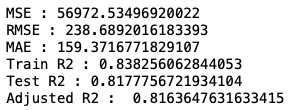 MSE : 56972.53496920022
RMSE : 238.6892016183393
MAE : 159.3716771829107
Train R2 : 0.838256062844053
Test R2 : 0.8177756721934104
Adjusted R2 :  0.8163647631633415